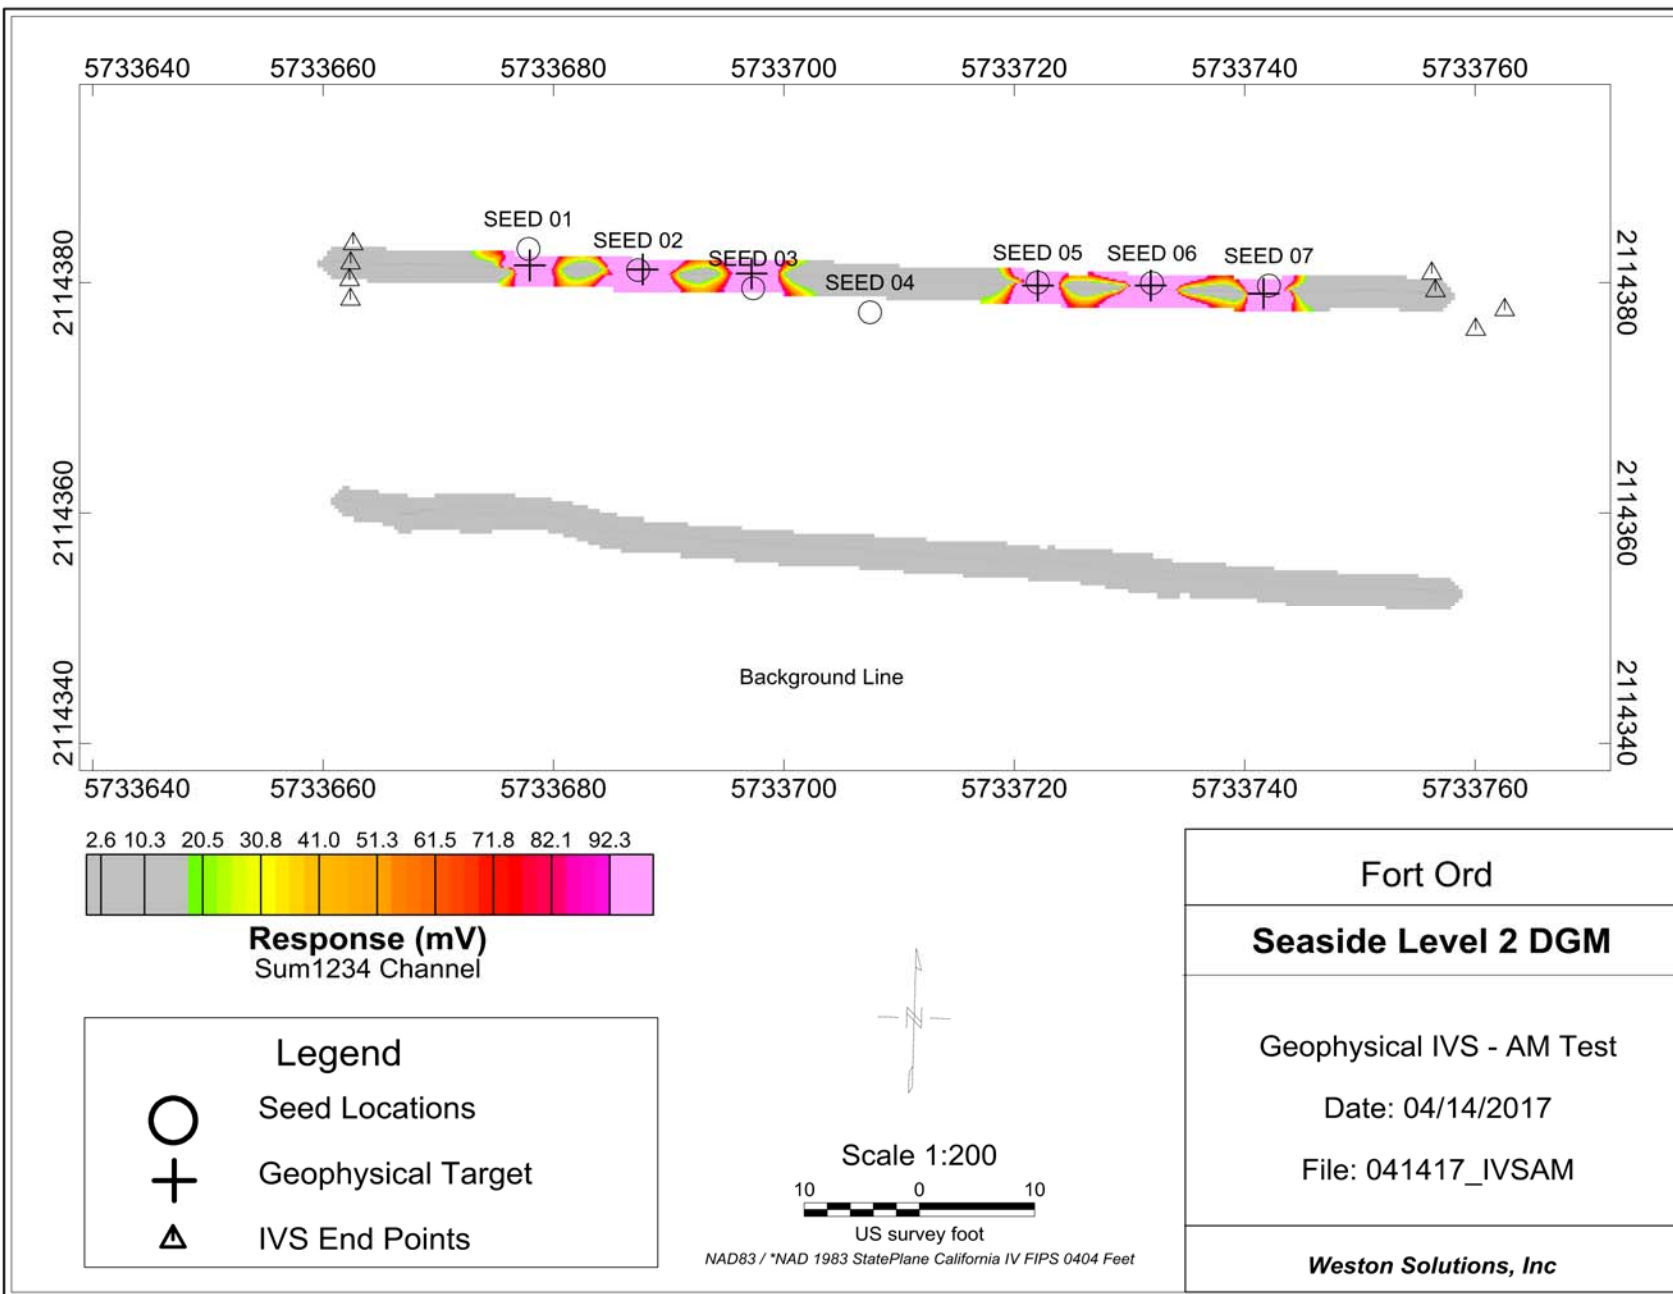 5733640 5733660 5733680 5733700 5733720 5733740 5733760
SEED 01
SEED 02
SEED 03
SEED 04
SEED 05
SEED 06
SEED 07
2114380
2114380
2114360
2114360
2114340
2114340
Background Line
5733640 5733660 5733680 5733700 5733720 5733740 5733760
2.6 10.3 20.5 30.8 41.0 51.3 61.5 71.8 82.1 92.3
Response (mV)
Sum1234 Channel
Legend
Seed Locations
Geophysical Target
IVS End Points
N
Scale 1:200
10 0 10
US survey foot
NAD83 / *NAD 1983 StatePlane California IV FIPS 0404 Feet
Fort Ord
Seaside Level 2 DGM
Geophysical IVS - AM Test
Date: 04/14/2017
File: 041417_IVSAM
Weston Solutions, Inc